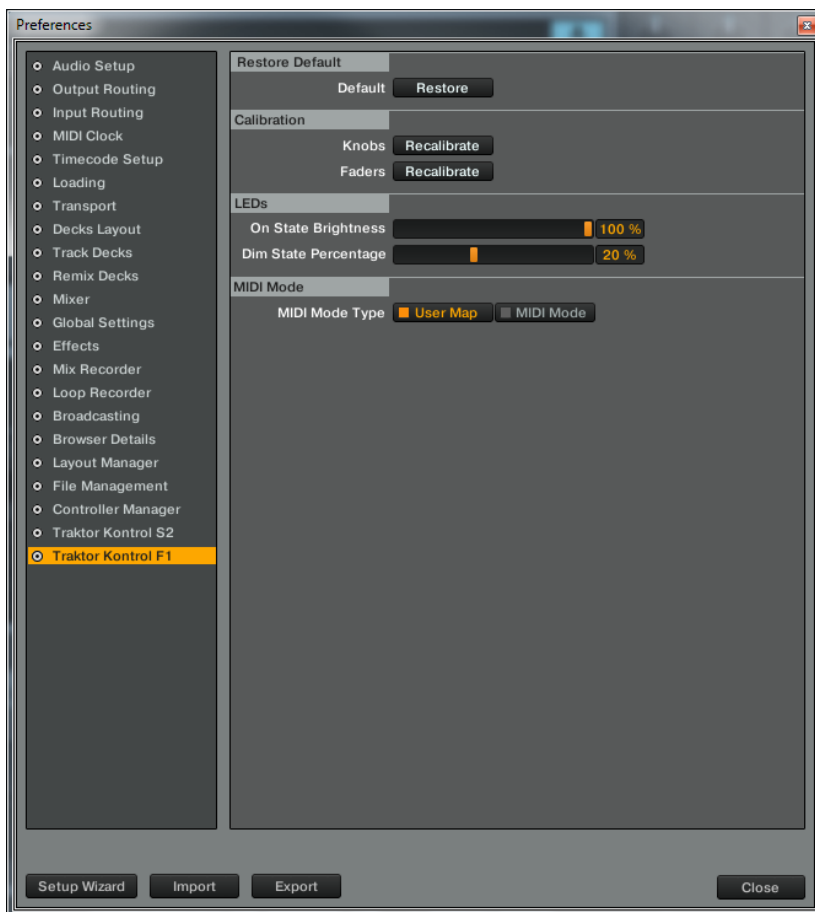 Preferences
Audio Setup
Output Routing
Input Routing
MIDI Clock
Timecode Setup
Loading
Transport
Decks Layout
Track Decks
Remix Decks
Mixer
Global Settings
Effects
Mix Recorder
Loop Recorder
Broadcasting
Browser Details
Layout Manager
File Management
Controller Manager
Traktor Kontrol S2
Traktor Kontrol F1
Restore Default
Default Restore
Calibration
Knobs Recalibrate
Faders Recalibrate
LEDs
On State Brightness 100 %
Dim State Percentage 20 %
MIDI Mode
MIDI Mode Type User Map MIDI Mode
Setup Wizard Import Export Close